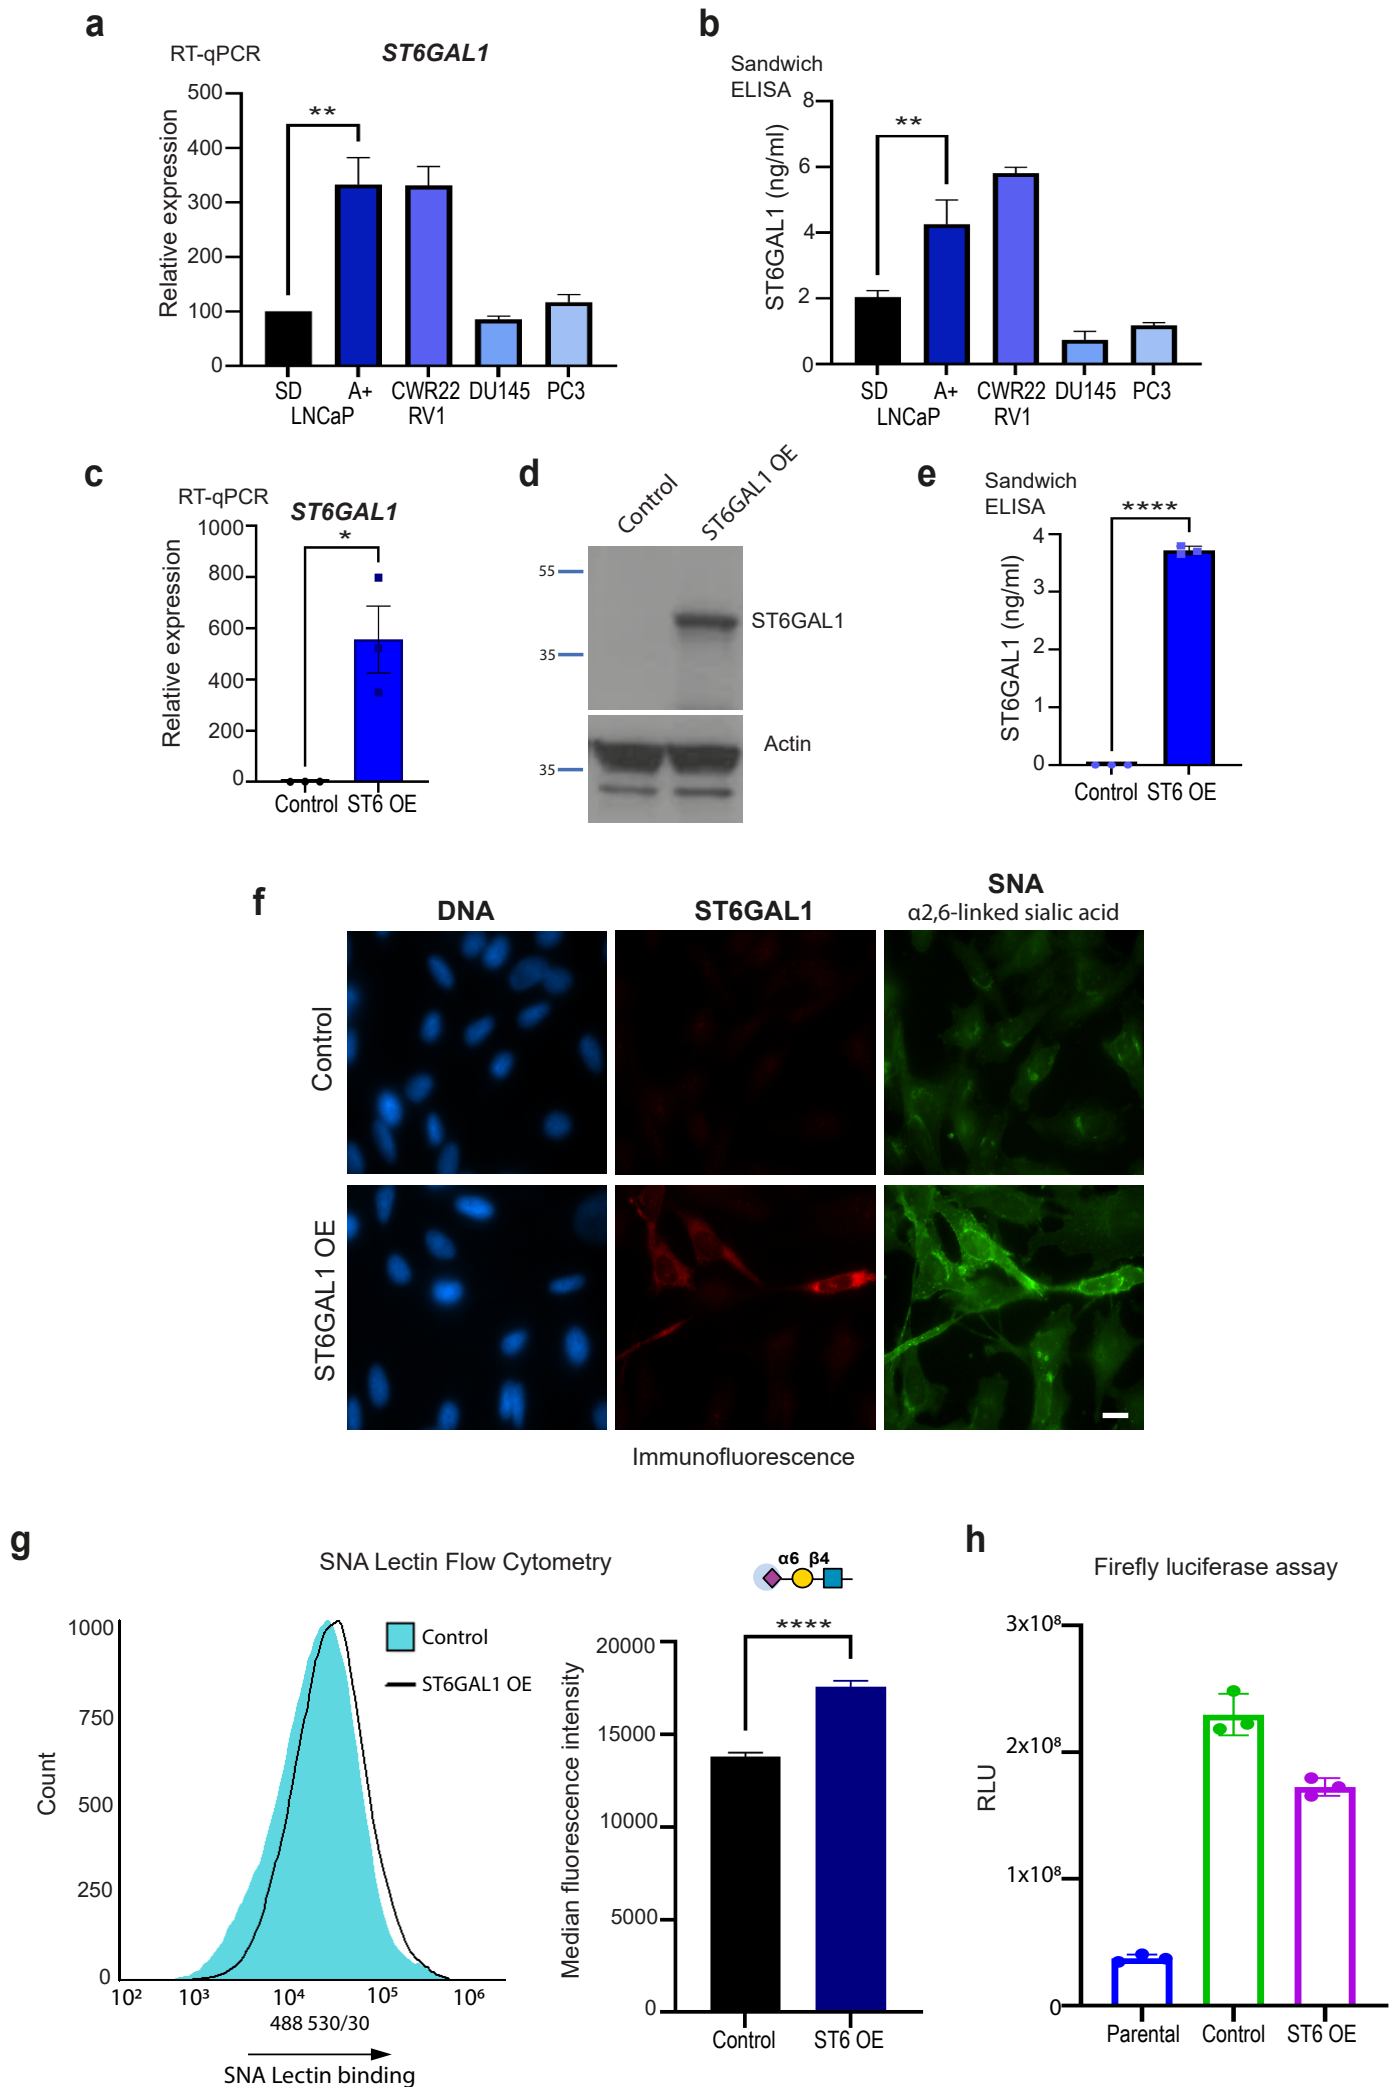 a
RT-qPCR
ST6GAL1
Relative expression
500
400
300
200
100
0
**
SD
A+
CWR22
DU145
PC3
LNCaP
RV1
b
Sandwich
ELISA
ST6GAL1 (ng/ml)
8
6
4
2
0
**
SD
A+
CWR22
DU145
PC3
LNCaP
RV1
c
RT-qPCR
ST6GAL1
Relative expression
1000
800
600
400
200
0
*
Control
ST6 OE
d
Control
ST6GAL1 OE
55
ST6GAL1
35
Actin
35
e
Sandwich
ELISA
ST6GAL1 (ng/ml)
4
3
2
1
0
****
Control
ST6 OE
f
DNA
ST6GAL1
SNA
α2,6-linked sialic acid
Control
ST6GAL1 OE
Immunofluorescence
g
SNA Lectin Flow Cytometry
Count
1000
750
500
250
0
10²
10³
10⁴
10⁵
10⁶
488 530/30
SNA Lectin binding
Control
ST6GAL1 OE
α6 β4
Median fluorescence intensity
20000
15000
10000
5000
0
****
Control
ST6 OE
h
Firefly luciferase assay
RLU
3x10⁸
2x10⁸
1x10⁸
0
Parental
Control
ST6 OE